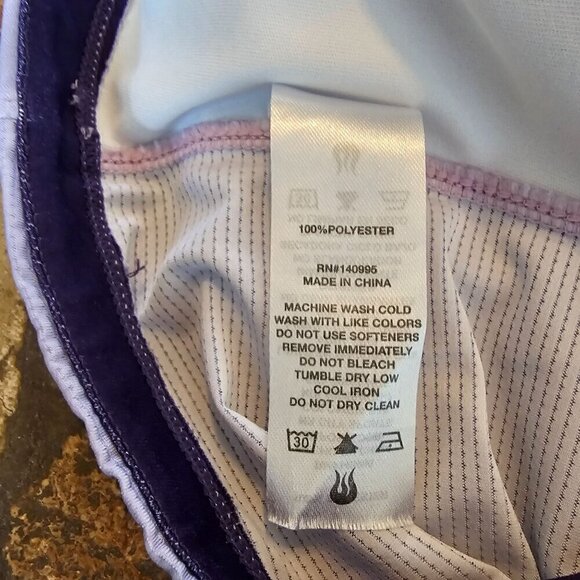 100%POLYESTER
RN#140995
MADE IN CHINA
MACHINE WASH COLD
WASH WITH LIKE COLORS
DO NOT USE SOFTENERS
REMOVE IMMEDIATELY
DO NOT BLEACH
TUMBLE DRY LOW
COOL IRON
DO NOT DRY CLEAN
30